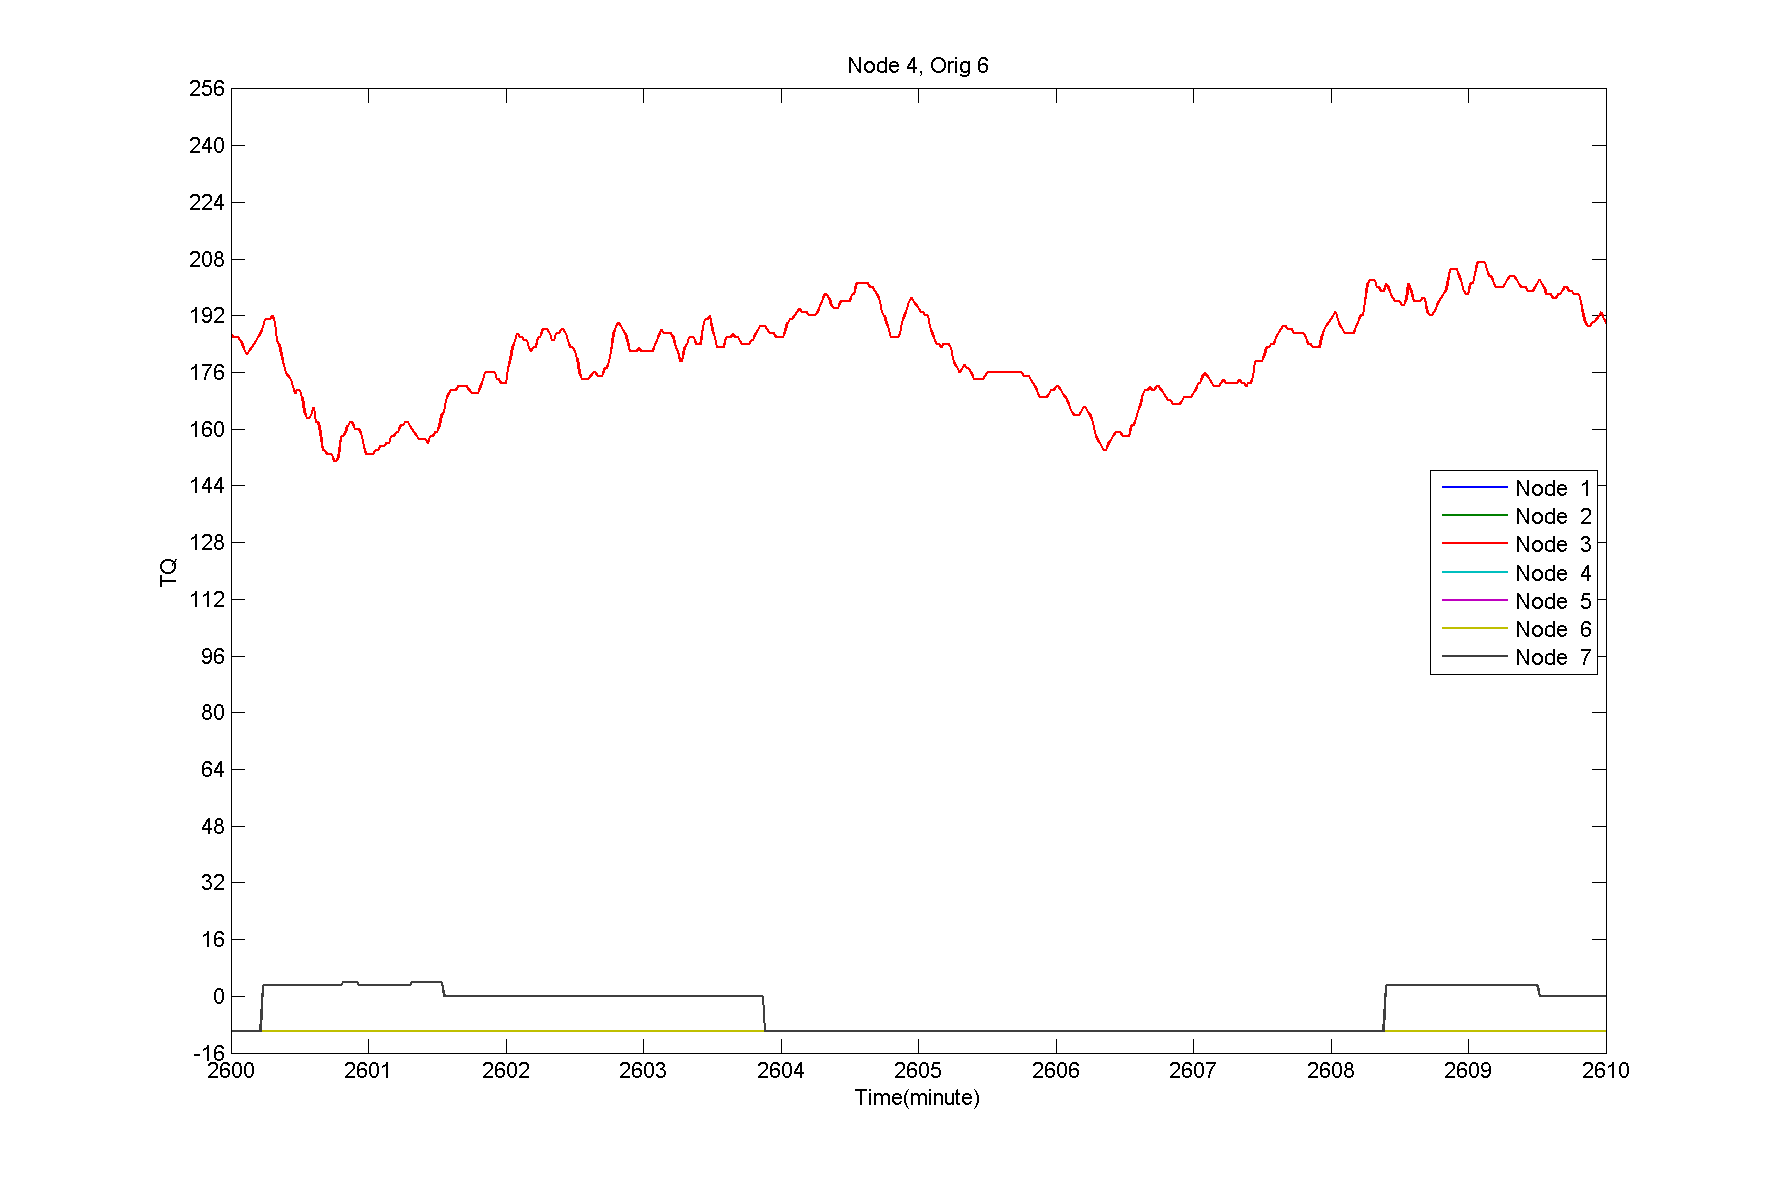 Node 4, Orig 6
256
240
224
208
192
176
160
144
128
112
96
80
64
48
32
16
0
-16
TQ
Node 1
Node 2
Node 3
Node 4
Node 5
Node 6
Node 7
2600 2601 2602 2603 2604 2605 2606 2607 2608 2609 2610
Time(minute)